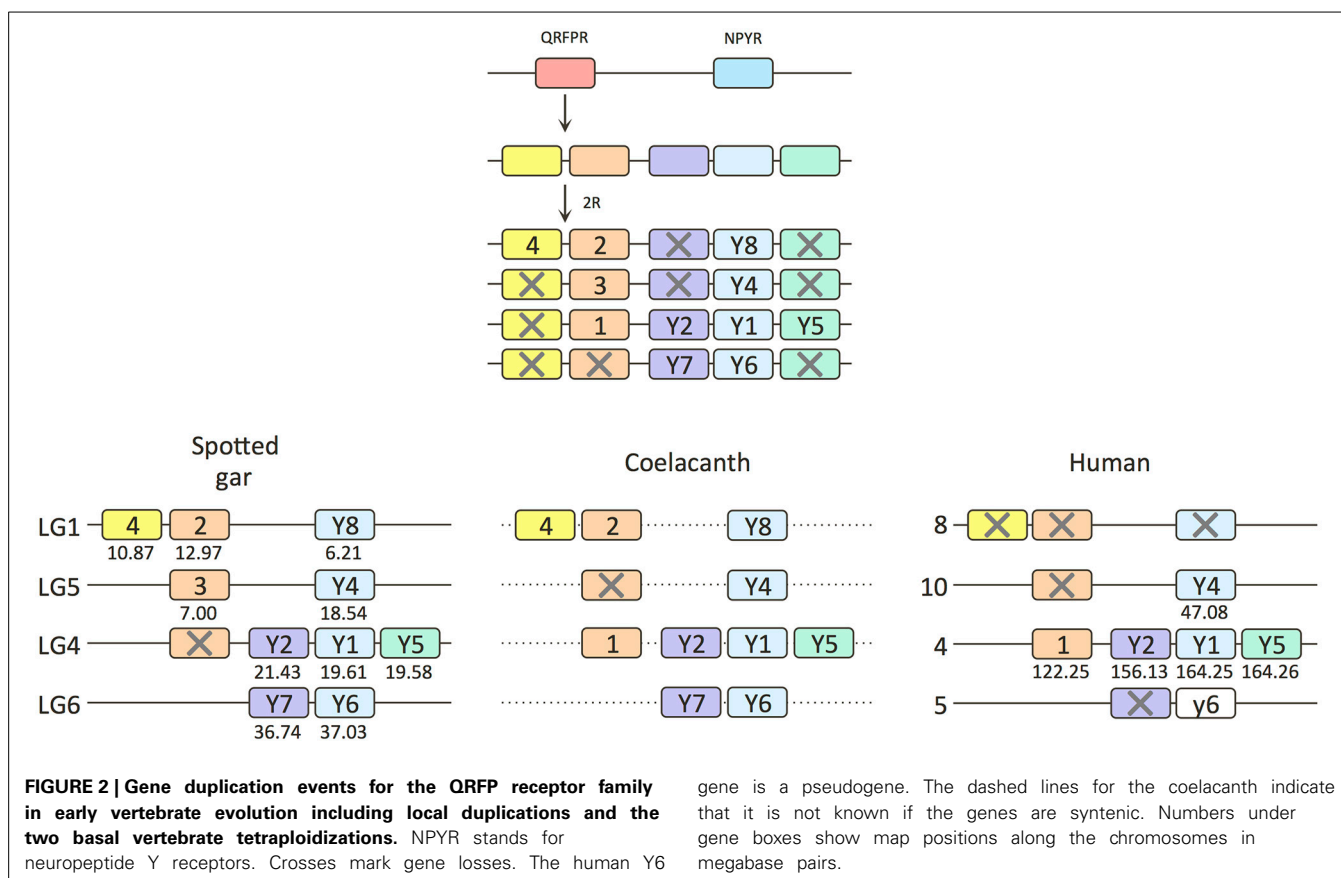 QRFPR NPYR
2R
4 2 Y8
3 Y4
1 Y2 Y1 Y5
Y7 Y6
Spotted
gar
LG1 4 2 Y8
10.87 12.97 6.21
LG5 3 Y4
7.00 18.54
LG4 Y2 Y1 Y5
21.43 19.61 19.58
LG6 Y7 Y6
36.74 37.03
Coelacanth
4 2 Y8
Y4
1 Y2 Y1 Y5
Y7 Y6
Human
8
10 Y4
47.08
4 1 Y2 Y1 Y5
122.25 156.13 164.25 164.26
5 y6
FIGURE 2 | Gene duplication events for the QRFP receptor family
in early vertebrate evolution including local duplications and the
two basal vertebrate tetraploidizations. NPYR stands for
neuropeptide Y receptors. Crosses mark gene losses. The human Y6
gene is a pseudogene. The dashed lines for the coelacanth indicate
that it is not known if the genes are syntenic. Numbers under
gene boxes show map positions along the chromosomes in
megabase pairs.